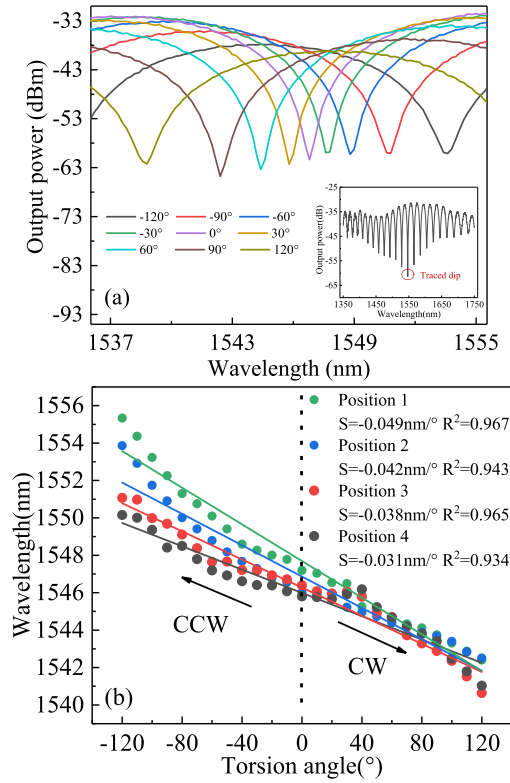 -33
-43
-53
-63
-73
-83
-93
Output power (dBm)
-120° -90° -60°
-30° 0° 30°
60° 90° 120°
(a)
-25
-35
-45
-55
-65
Output power(dB)
Traced dip
1350 1450 1550 1650 1750
Wavelength(nm)
1537 1543 1549 1555
Wavelength (nm)
1556
1554
1552
1550
1548
1546
1544
1542
1540
Wavelength(nm)
Position 1
S=-0.049nm/° R²=0.967
Position 2
S=-0.042nm/° R²=0.943
Position 3
S=-0.038nm/° R²=0.965
Position 4
S=-0.031nm/° R²=0.934
CCW
CW
(b)
-120 -80 -40 0 40 80 120
Torsion angle(°)